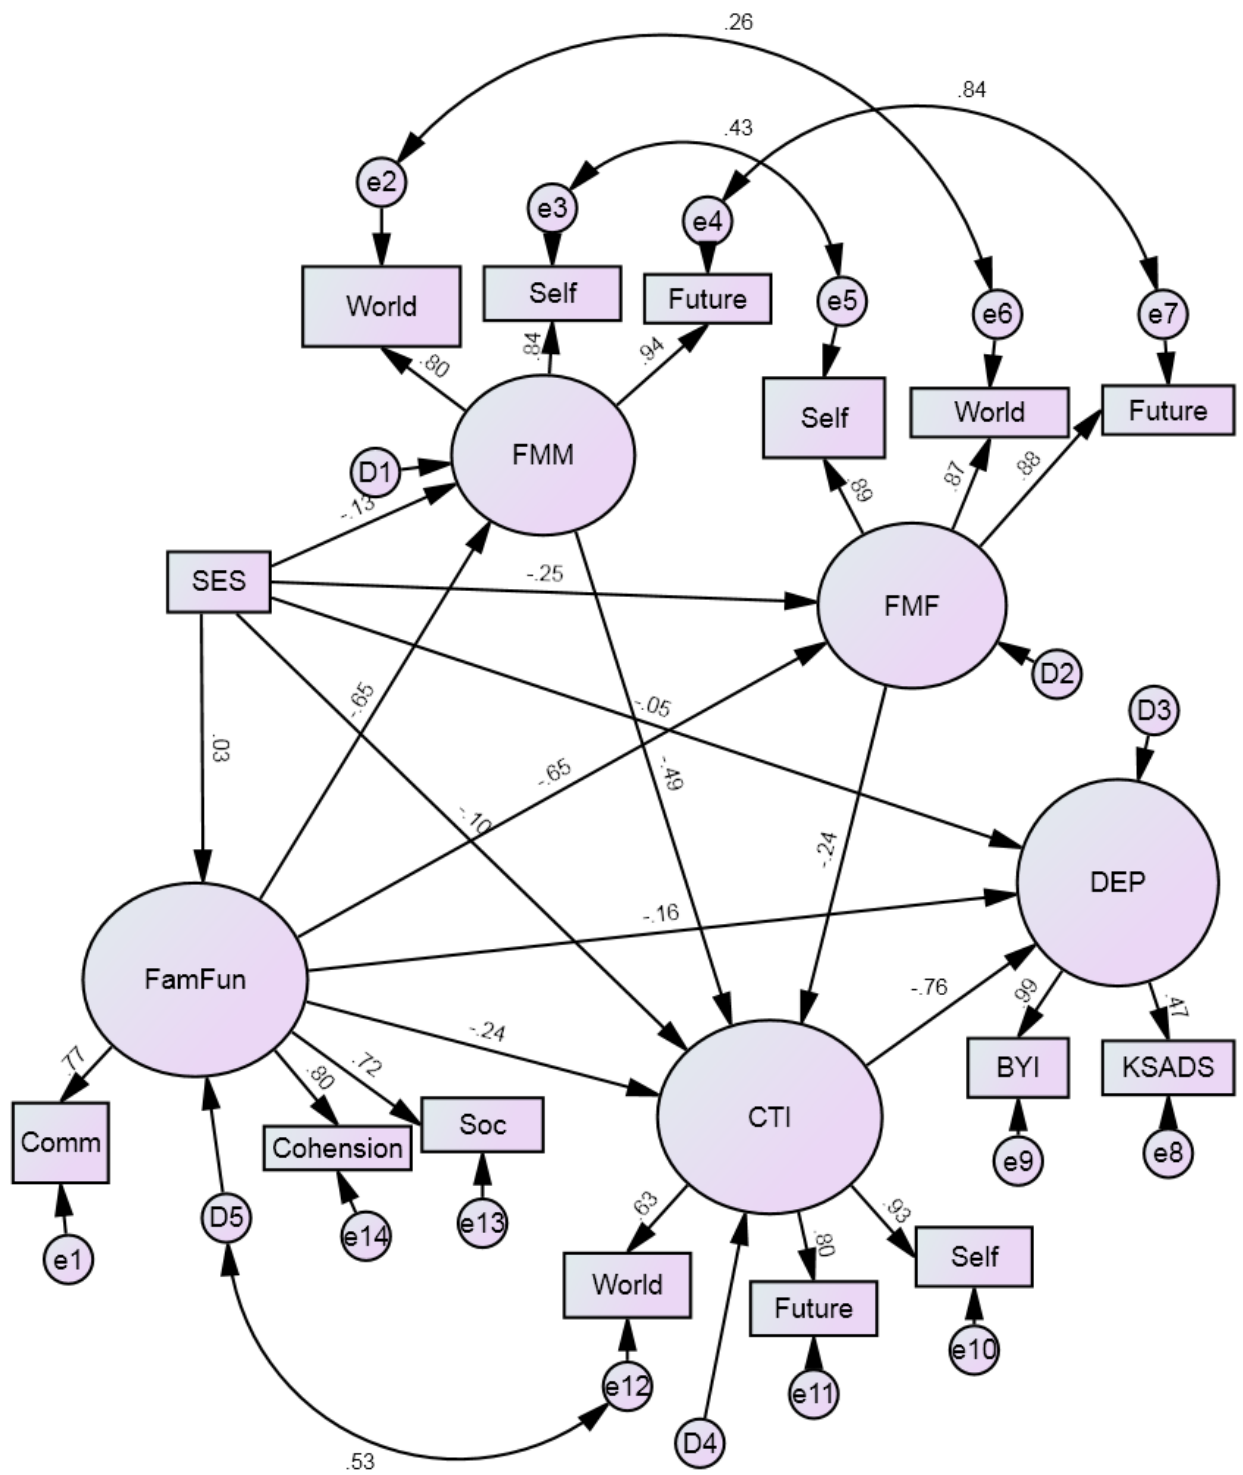 .26
.84
.43
e2
e3
e4
e5
e6
e7
World
Self
Future
.80
.84
.94
Self
World
Future
FMM
D1
-.13
.89
.87
.88
SES
-.25
FMF
D2
D3
-.65
-.05
.03
-.65
-.49
-.10
-.24
DEP
-.16
FamFun
-.24
-.76
.99
.47
.77
.80
.72
BYI
KSADS
Comm
Cohension
Soc
CTI
e9
e8
D5
e14
e13
e1
.63
.80
.93
World
Future
Self
e12
e11
e10
D4
.53